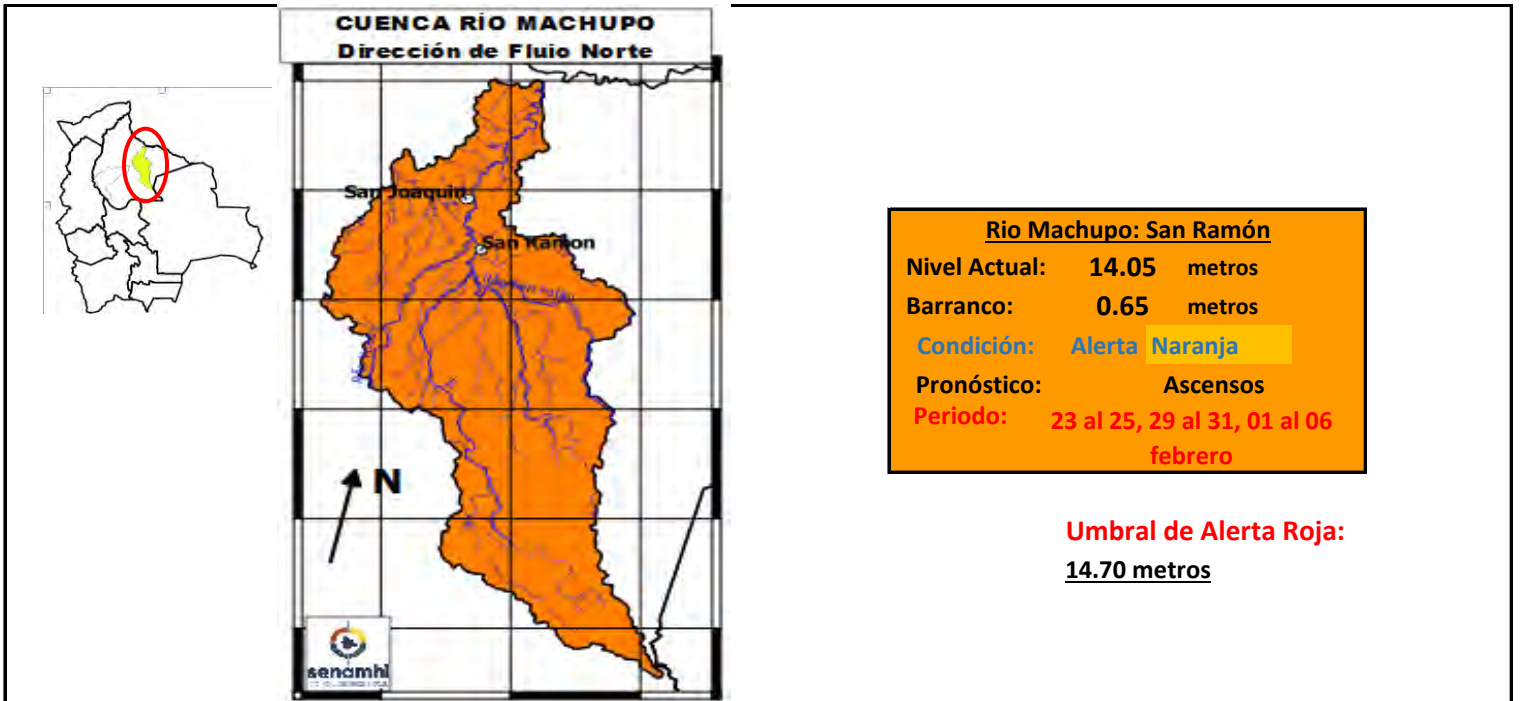 CUENCA RÍO MACHUPO
Dirección de Flujo Norte
San Joaquin
San Ramon
N
senamhi
Rio Machupo: San Ramón
Nivel Actual: 14.05 metros
Barranco: 0.65 metros
Condición: Alerta Naranja
Pronóstico: Ascensos
Periodo: 23 al 25, 29 al 31, 01 al 06
febrero
Umbral de Alerta Roja:
14.70 metros